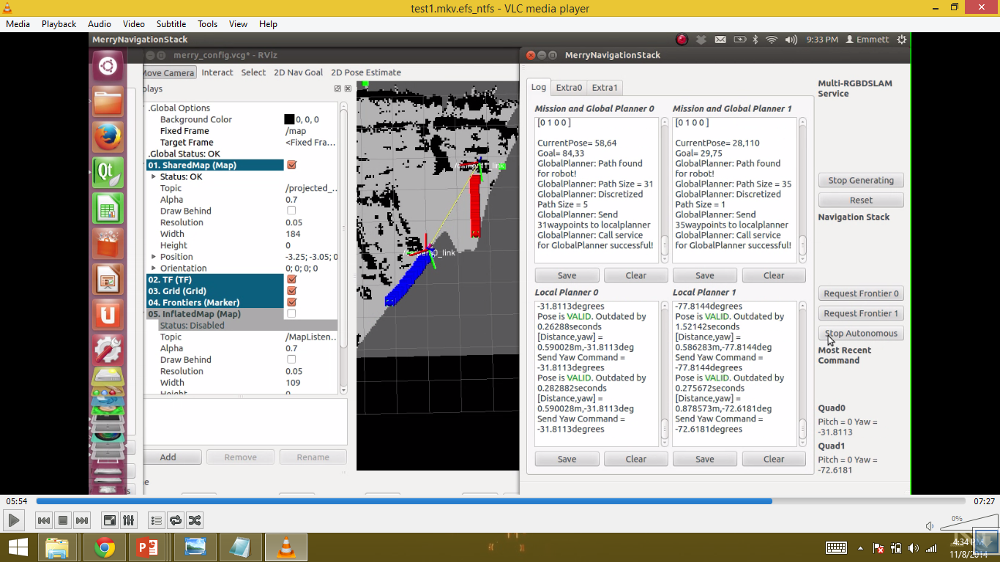 test1.mkv.efs_ntfs - VLC media player
Media Playback Audio Video Subtitle Tools View Help
MerryNavigationStack
9:33 PM Emmett
merry_config.vcg* - RViz
Move Camera Interact Select 2D Nav Goal 2D Pose Estimate
plays
.Global Options
Background Color 0, 0, 0
Fixed Frame /map
Target Frame <Fixed Fra...
.Global Status: OK
01. SharedMap (Map)
Status: OK
Topic /projected_...
Alpha 0.7
Draw Behind
Resolution 0.05
Width 184
Height 0
Position -3.25; -3.05; 0
Orientation 0; 0; 0; 0
02. TF (TF)
03. Grid (Grid)
04. Frontiers (Marker)
05. InflatedMap (Map)
Status: Disabled
Topic /MapListen...
Alpha 0.7
Draw Behind
Resolution 0.05
Width 109
Height 0
Add Remove Rename
me
MerryNavigationStack
Log Extra0 Extra1
Mission and Global Planner 0
[0 1 0 0 ]
CurrentPose= 58,64
Goal= 84,33
GlobalPlanner: Path found
for robot!
GlobalPlanner: Path Size = 31
GlobalPlanner: Discretized
Path Size = 5
GlobalPlanner: Send
31waypoints to localplanner
GlobalPlanner: Call service
for GlobalPlanner successful!
Save Clear
Mission and Global Planner 1
[0 1 0 0 ]
CurrentPose= 28,110
Goal= 29,75
GlobalPlanner: Path found
for robot!
GlobalPlanner: Path Size = 35
GlobalPlanner: Discretized
Path Size = 1
GlobalPlanner: Send
35waypoints to localplanner
GlobalPlanner: Call service
for GlobalPlanner successful!
Save Clear
Local Planner 0
-31.8113degrees
Pose is VALID. Outdated by
0.26288seconds
[Distance,yaw] =
0.590028m,-31.8113deg
Send Yaw Command =
-31.8113degrees
Pose is VALID. Outdated by
0.282882seconds
[Distance,yaw] =
0.590028m,-31.8113deg
Send Yaw Command =
-31.8113degrees
Save Clear
Local Planner 1
-77.8144degrees
Pose is VALID. Outdated by
1.52142seconds
[Distance,yaw] =
0.586283m,-77.8144deg
Send Yaw Command =
-77.8144degrees
Pose is VALID. Outdated by
0.275672seconds
[Distance,yaw] =
0.878573m,-72.6181deg
Send Yaw Command =
-72.6181degrees
Save Clear
Multi-RGBDSLAM
Service
Stop Generating
Reset
Navigation Stack
Request Frontier 0
Request Frontier 1
Stop Autonomous
Most Recent
Command
Quad0
Pitch = 0 Yaw =
-31.8113
Quad1
Pitch = 0 Yaw =
-72.6181
05:54 07:27
0%
4:34 PM
11/8/2014